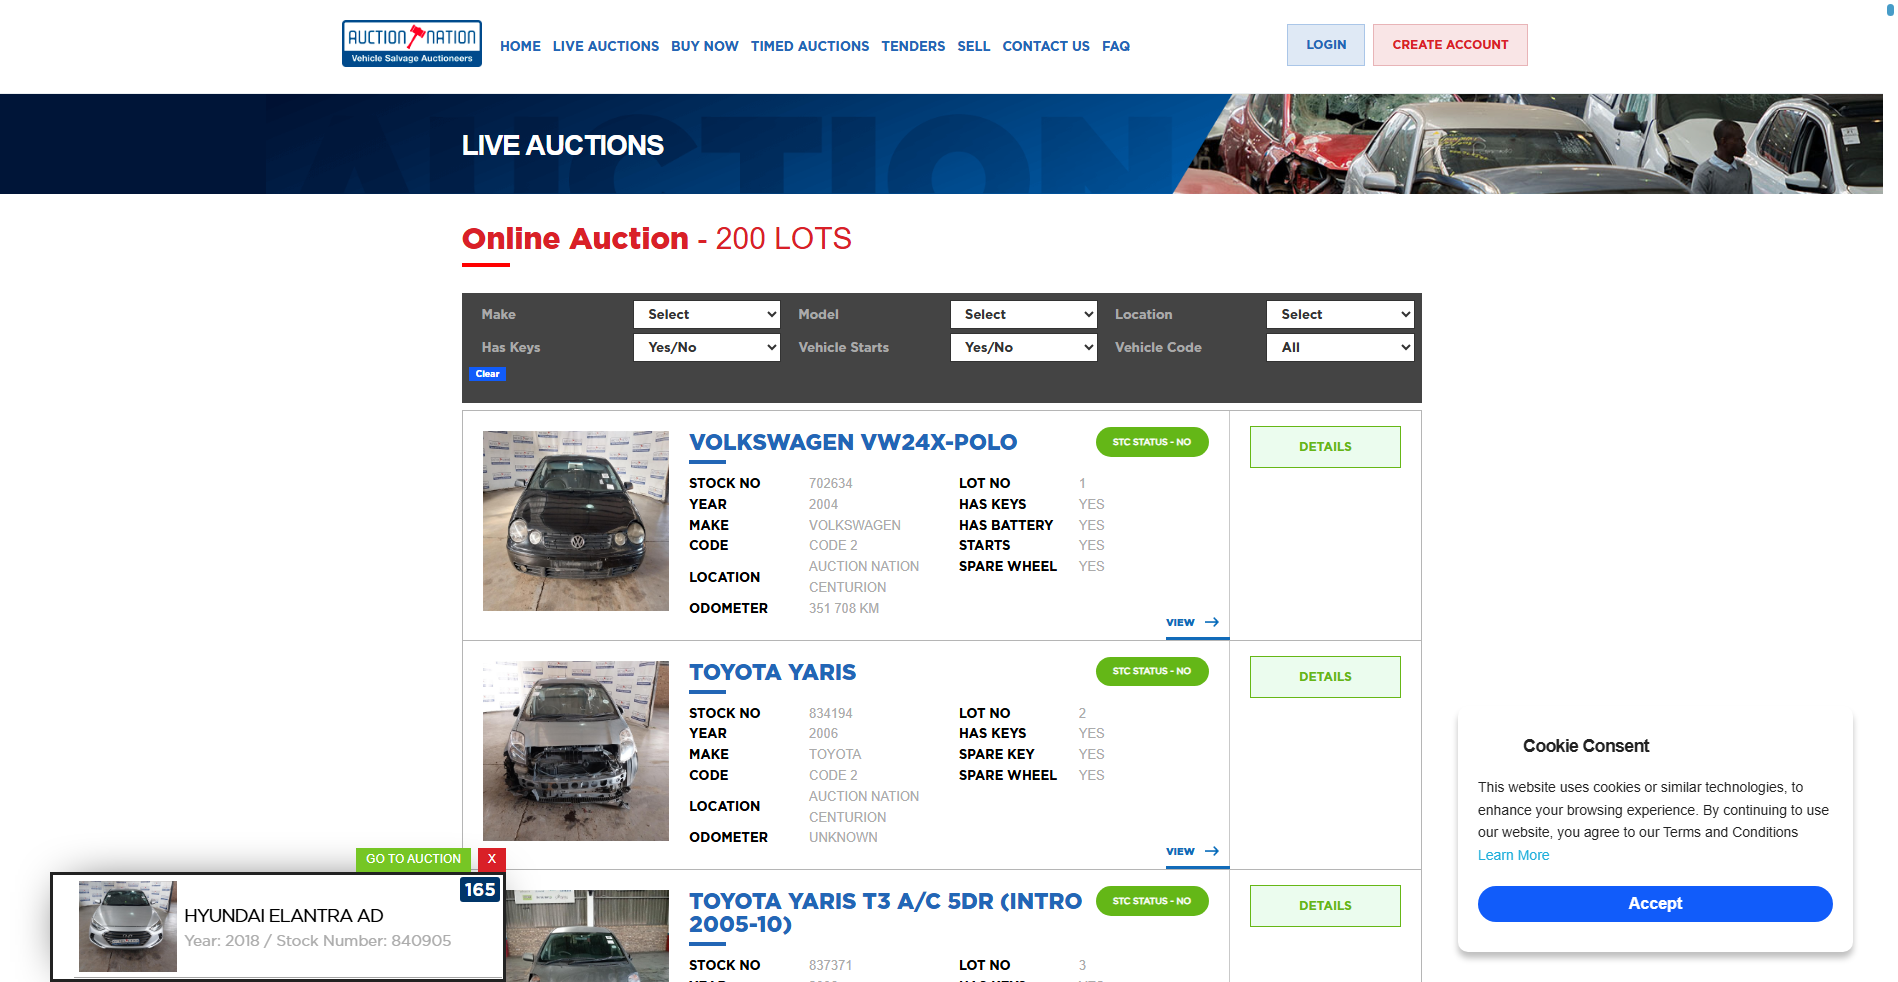 AUCTION NATION
Vehicle Salvage Auctioneers
HOME LIVE AUCTIONS BUY NOW TIMED AUCTIONS TENDERS SELL CONTACT US FAQ
LOGIN CREATE ACCOUNT
AUCTION
LIVE AUCTIONS
Online Auction - 200 LOTS
Make Select Model Select Location Select
Has Keys Yes/No Vehicle Starts Yes/No Vehicle Code All
Clear
VOLKSWAGEN VW24X-POLO STC STATUS - NO DETAILS
STOCK NO 702634 LOT NO 1
YEAR 2004 HAS KEYS YES
MAKE VOLKSWAGEN HAS BATTERY YES
CODE CODE 2 STARTS YES
LOCATION AUCTION NATION CENTURION SPARE WHEEL YES
ODOMETER 351 708 KM
VIEW
TOYOTA YARIS STC STATUS - NO DETAILS
STOCK NO 834194 LOT NO 2
YEAR 2006 HAS KEYS YES
MAKE TOYOTA SPARE KEY YES
CODE CODE 2 SPARE WHEEL YES
LOCATION AUCTION NATION CENTURION
ODOMETER UNKNOWN
VIEW
TOYOTA YARIS T3 A/C 5DR (INTRO 2005-10) STC STATUS - NO DETAILS
STOCK NO 837371 LOT NO 3
GO TO AUCTION X
165
HYUNDAI ELANTRA AD
Year: 2018 / Stock Number: 840905
Cookie Consent
This website uses cookies or similar technologies, to
enhance your browsing experience. By continuing to use
our website, you agree to our Terms and Conditions
Learn More
Accept